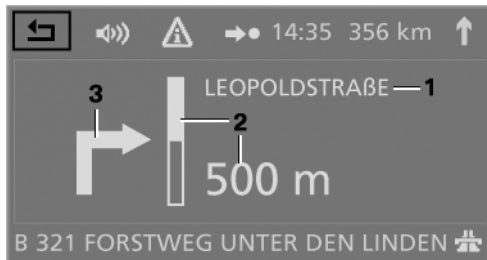 14:35 356 km
LEOPOLDSTRAßE 1
3
2
500 m
B 321 FORSTWEG UNTER DEN LINDEN